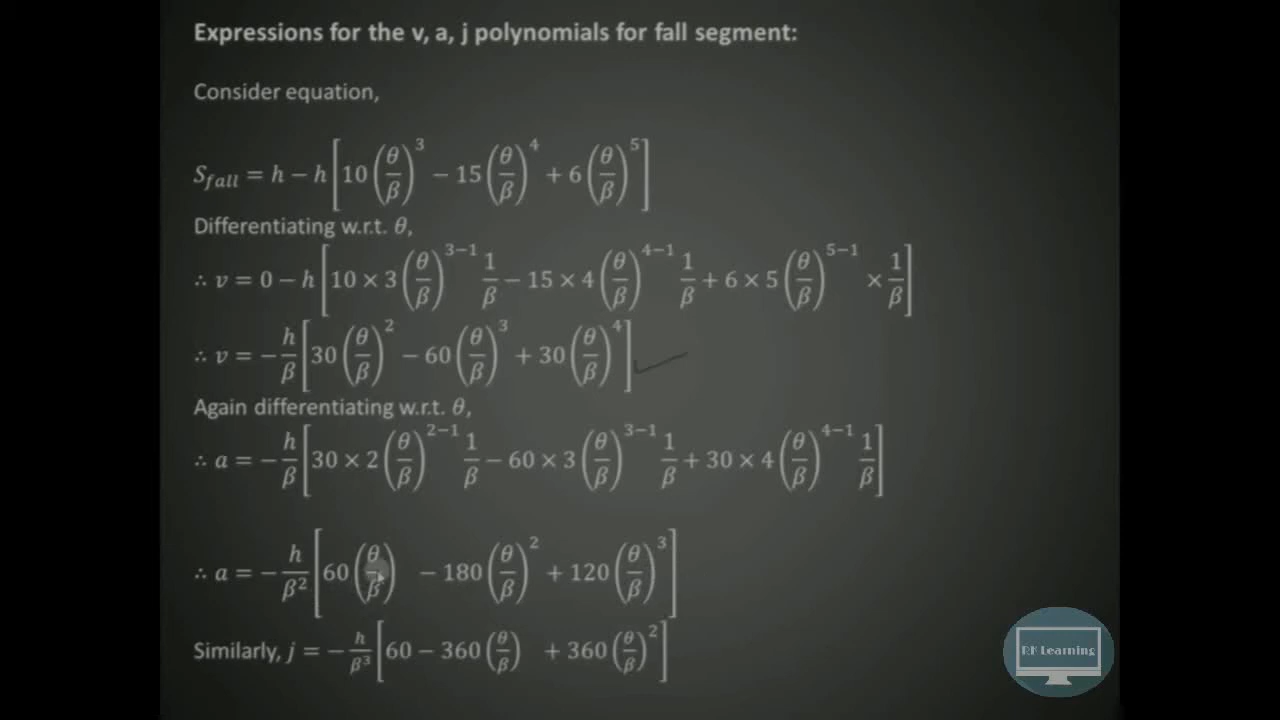 Expressions for the v, a, j polynomials for fall segment:
Consider equation,
S_fall = h − h[10(θ/β)^3 − 15(θ/β)^4 + 6(θ/β)^5]
Differentiating w.r.t. θ,
∴ v = 0 − h[10 × 3(θ/β)^(3−1) 1/β − 15 × 4(θ/β)^(4−1) 1/β + 6 × 5(θ/β)^(5−1) × 1/β]
∴ v = −h/β[30(θ/β)^2 − 60(θ/β)^3 + 30(θ/β)^4]
Again differentiating w.r.t. θ,
∴ a = −h/β[30 × 2(θ/β)^(2−1) 1/β − 60 × 3(θ/β)^(3−1) 1/β + 30 × 4(θ/β)^(4−1) 1/β]
∴ a = −h/β^2[60(θ/β) − 180(θ/β)^2 + 120(θ/β)^3]
Similarly, j = −h/β^3[60 − 360(θ/β) + 360(θ/β)^2]
RK Learning